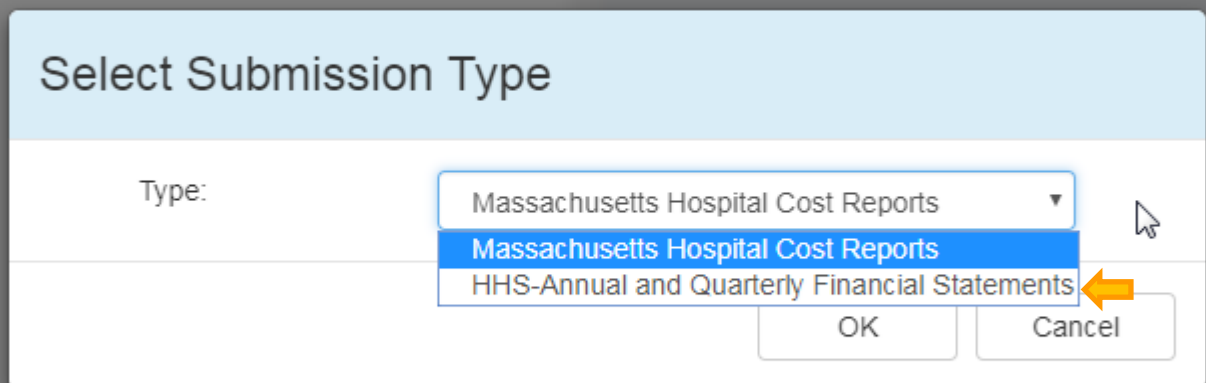 Select Submission Type
Type:
Massachusetts Hospital Cost Reports
Massachusetts Hospital Cost Reports
HHS-Annual and Quarterly Financial Statements
OK Cancel